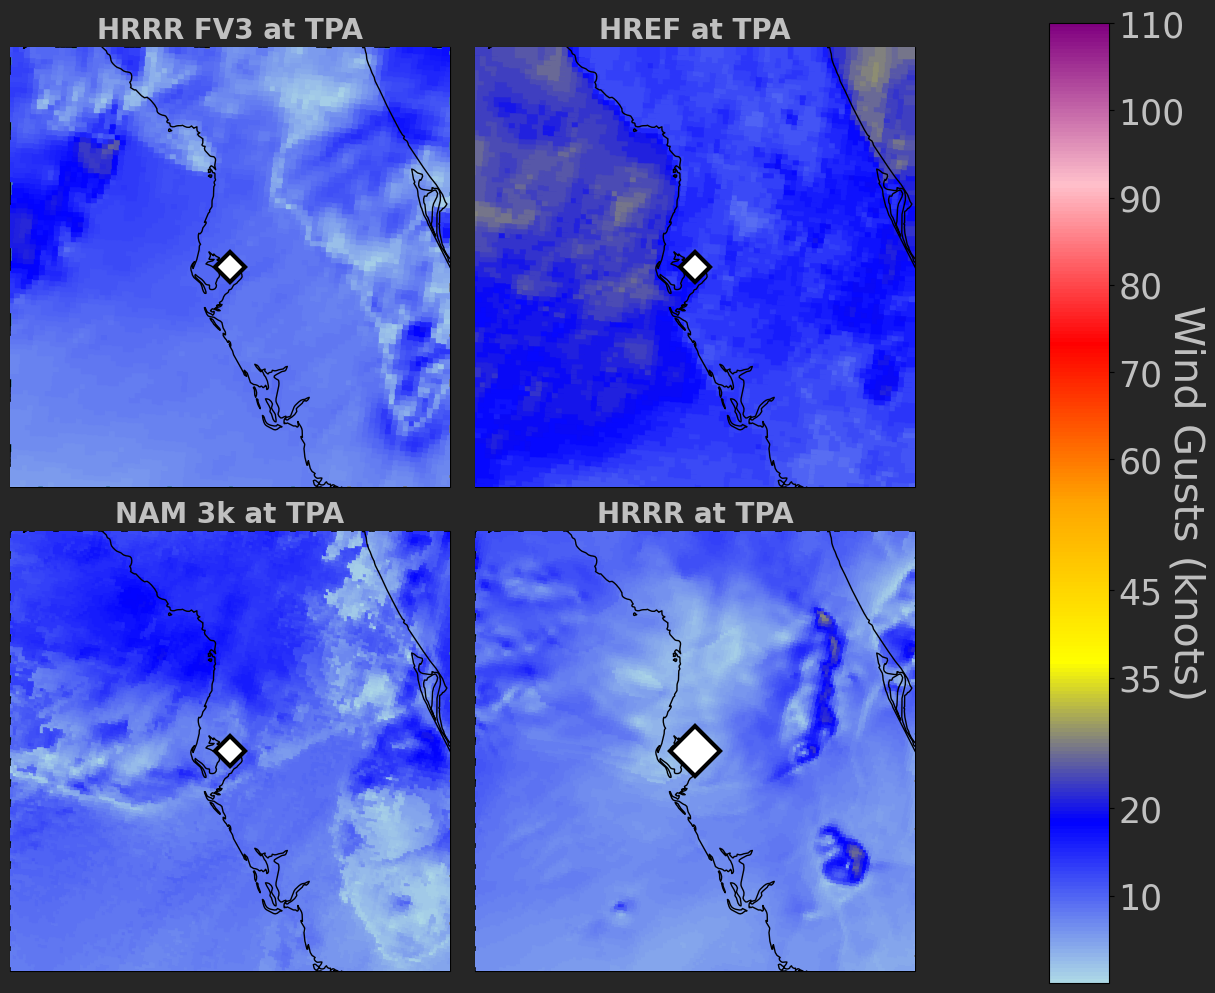 HRRR FV3 at TPA
HREF at TPA
NAM 3k at TPA
HRRR at TPA
110
100
90
80
70
60
45
35
20
10
Wind Gusts (knots)